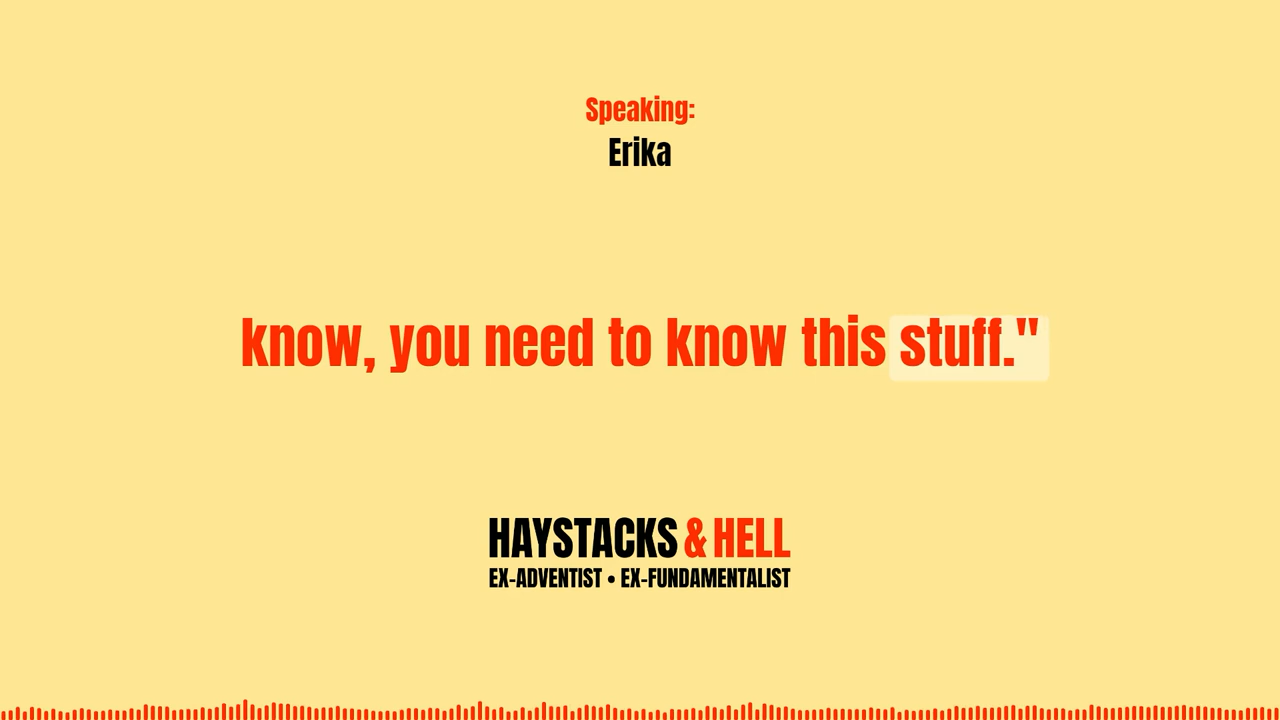 Speaking:
Erika
know, you need to know this stuff."
HAYSTACKS & HELL
EX-ADVENTIST • EX-FUNDAMENTALIST